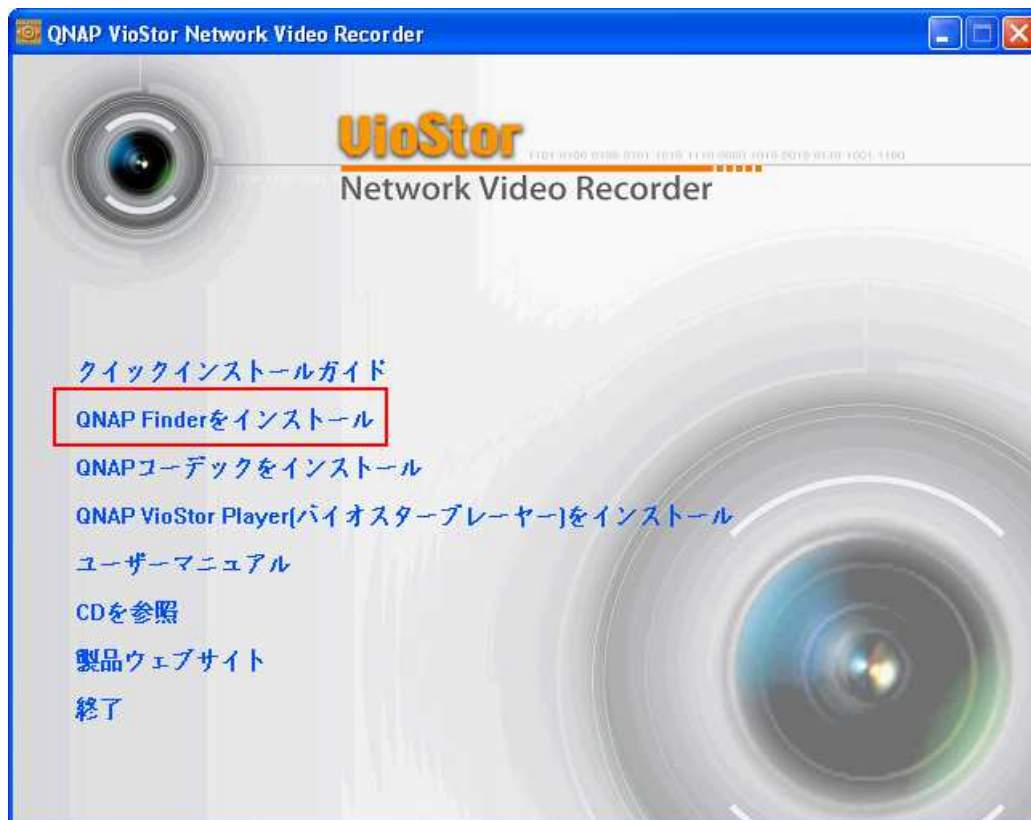 QNAP VioStor Network Video Recorder
VioStor
Network Video Recorder
クイックインストールガイド
QNAP Finderをインストール
QNAPコーデックをインストール
QNAP VioStor Player(バイオスタープレーヤー)をインストール
ユーザーマニュアル
CDを参照
製品ウェブサイト
終了